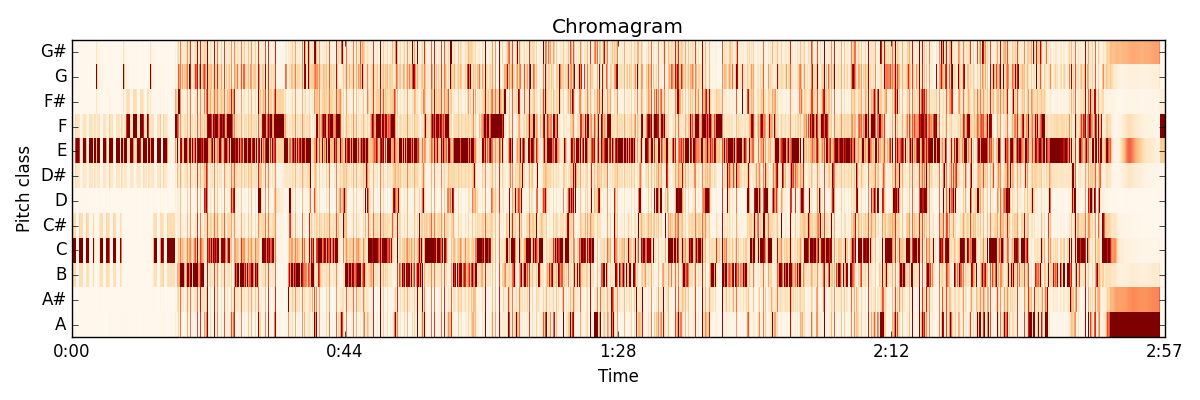 Chromagram
Pitch class
G#
G
F#
F
E
D#
D
C#
C
B
A#
A
0:00 0:44 1:28 2:12 2:57
Time